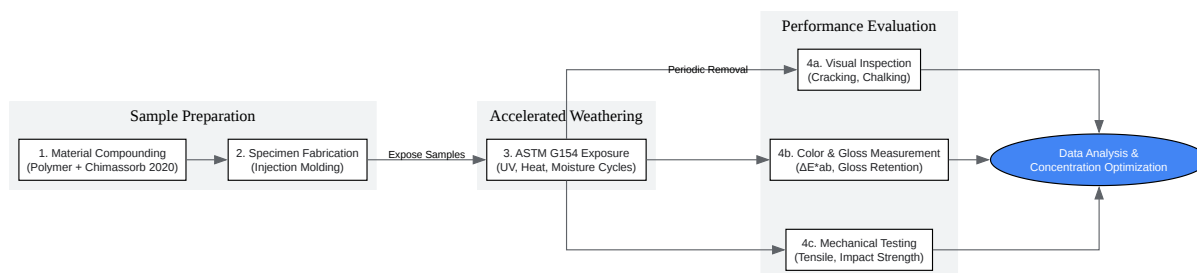 Sample Preparation
1. Material Compounding
(Polymer + Chimassorb 2020)
2. Specimen Fabrication
(Injection Molding)
Expose Samples
Accelerated Weathering
3. ASTM G154 Exposure
(UV, Heat, Moisture Cycles)
Periodic Removal
Performance Evaluation
4a. Visual Inspection
(Cracking, Chalking)
4b. Color & Gloss Measurement
(ΔE*ab, Gloss Retention)
4c. Mechanical Testing
(Tensile, Impact Strength)
Data Analysis &
Concentration Optimization